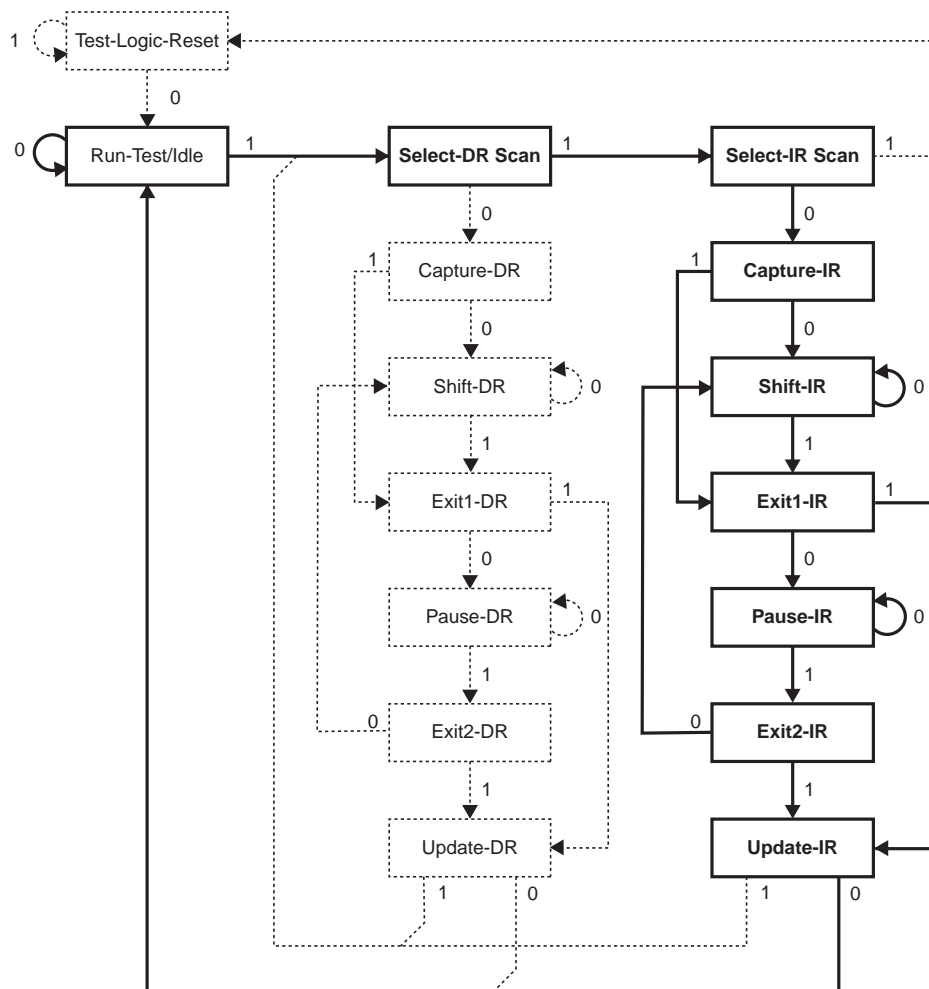 Test-Logic-Reset
1
0
Run-Test/Idle
0
1
Select-DR Scan
1
Select-IR Scan
1
0
0
Capture-DR
1
Capture-IR
1
0
0
Shift-DR
0
Shift-IR
0
1
1
Exit1-DR
1
Exit1-IR
1
0
0
Pause-DR
0
Pause-IR
0
1
1
Exit2-DR
0
Exit2-IR
0
1
1
Update-DR
Update-IR
1
0
1
0